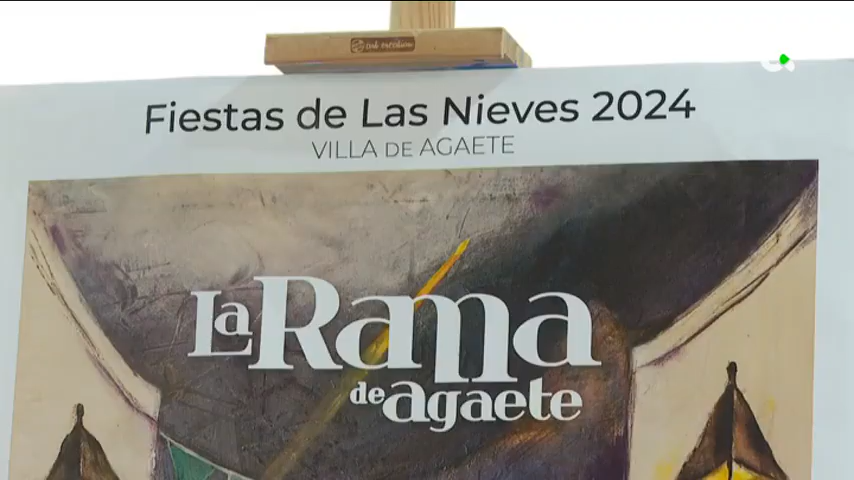 Fiestas de Las Nieves 2024
VILLA DE AGAETE
La Rama
de agaete